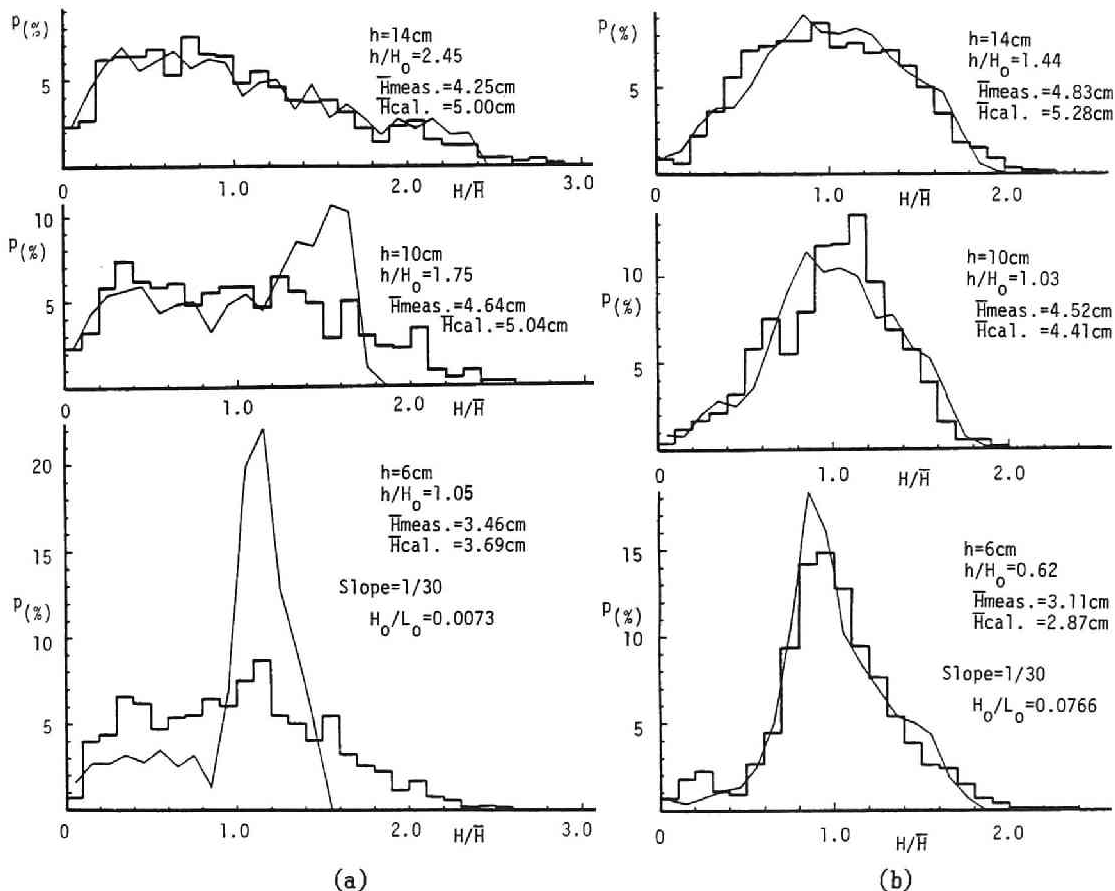 P(%)
5
h=14cm
h/Ho=2.45
H̅meas.=4.25cm
H̅cal. =5.00cm
0 1.0 2.0 H/H̅ 3.0
10
P(%)
5
h=10cm
h/Ho=1.75
H̅meas.=4.64cm
H̅cal.=5.04cm
0 1.0 2.0 H/H̅
20
15
P(%)
10
5
h=6cm
h/Ho=1.05
H̅meas.=3.46cm
H̅cal. =3.69cm
Slope=1/30
Ho/Lo=0.0073
0 1.0 2.0 H/H̅ 3.0
(a)
P(%)
5
h=14cm
h/Ho=1.44
H̅meas.=4.83cm
H̅cal. =5.28cm
0 1.0 H/H̅ 2.0
10
P(%)
5
h=10cm
h/Ho=1.03
H̅meas.=4.52cm
H̅cal. =4.41cm
0 1.0 H/H̅ 2.0
15
P(%)
10
5
h=6cm
h/Ho=0.62
H̅meas.=3.11cm
H̅cal. =2.87cm
Slope=1/30
Ho/Lo=0.0766
0 1.0 H/H̅ 2.0
(b)